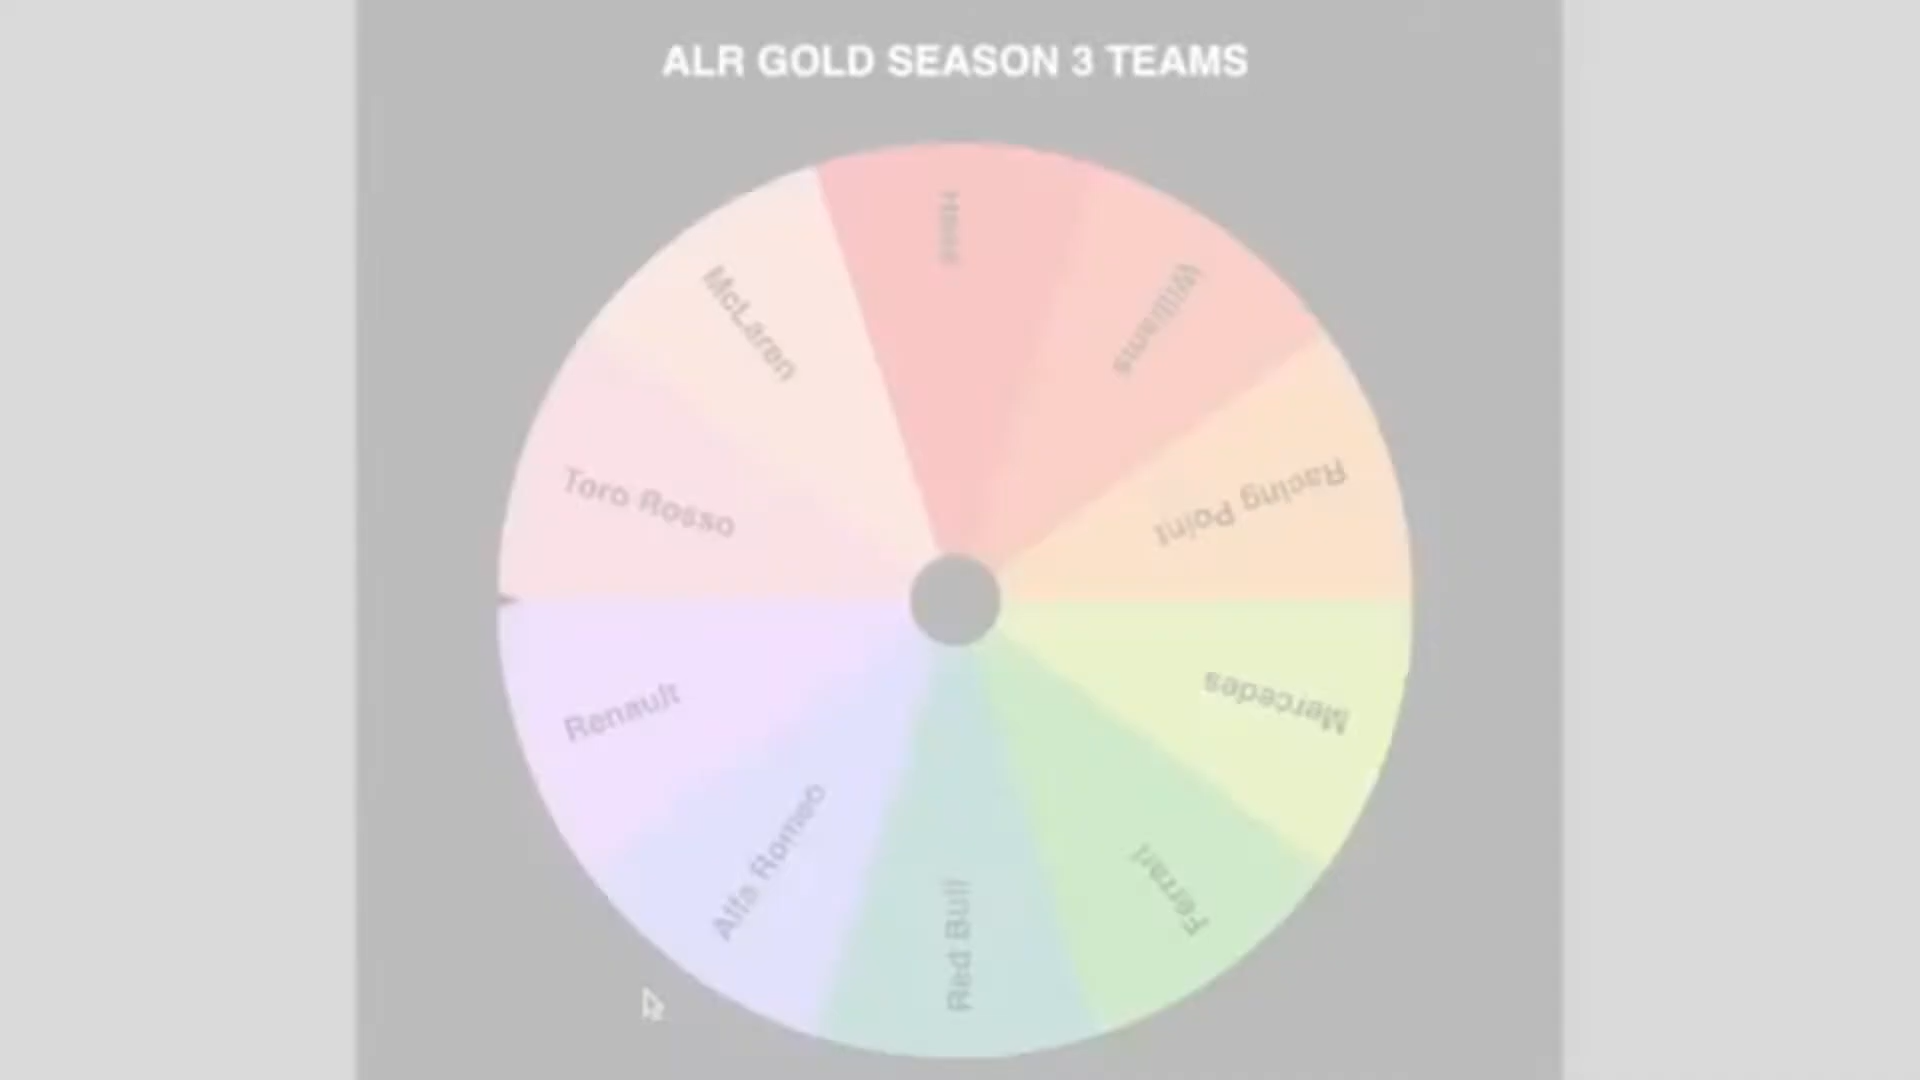 ALR GOLD SEASON 3 TEAMS
Haas
Williams
Racing Point
Mercedes
Ferrari
Red Bull
Alfa Romeo
Renault
Toro Rosso
McLaren